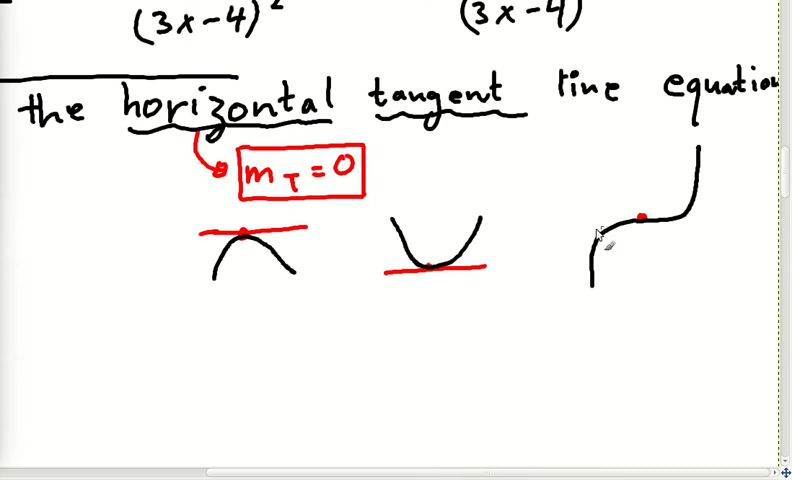 (3x-4)² (3x-4)
the horizontal tangent line equation
m_T = 0